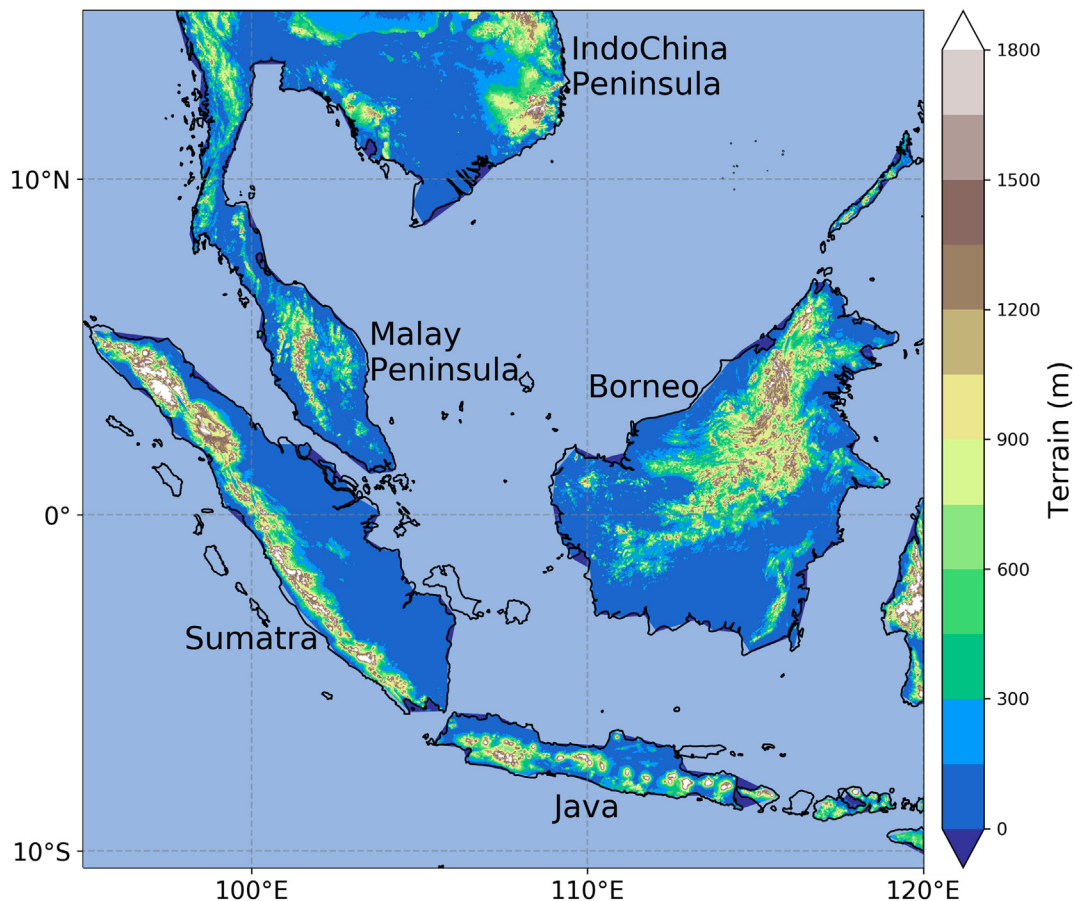 IndoChina
Peninsula
10°N
Malay
Peninsula
Borneo
0°
Sumatra
Java
10°S
100°E
110°E
120°E
1800
1500
1200
900
600
300
0
Terrain (m)